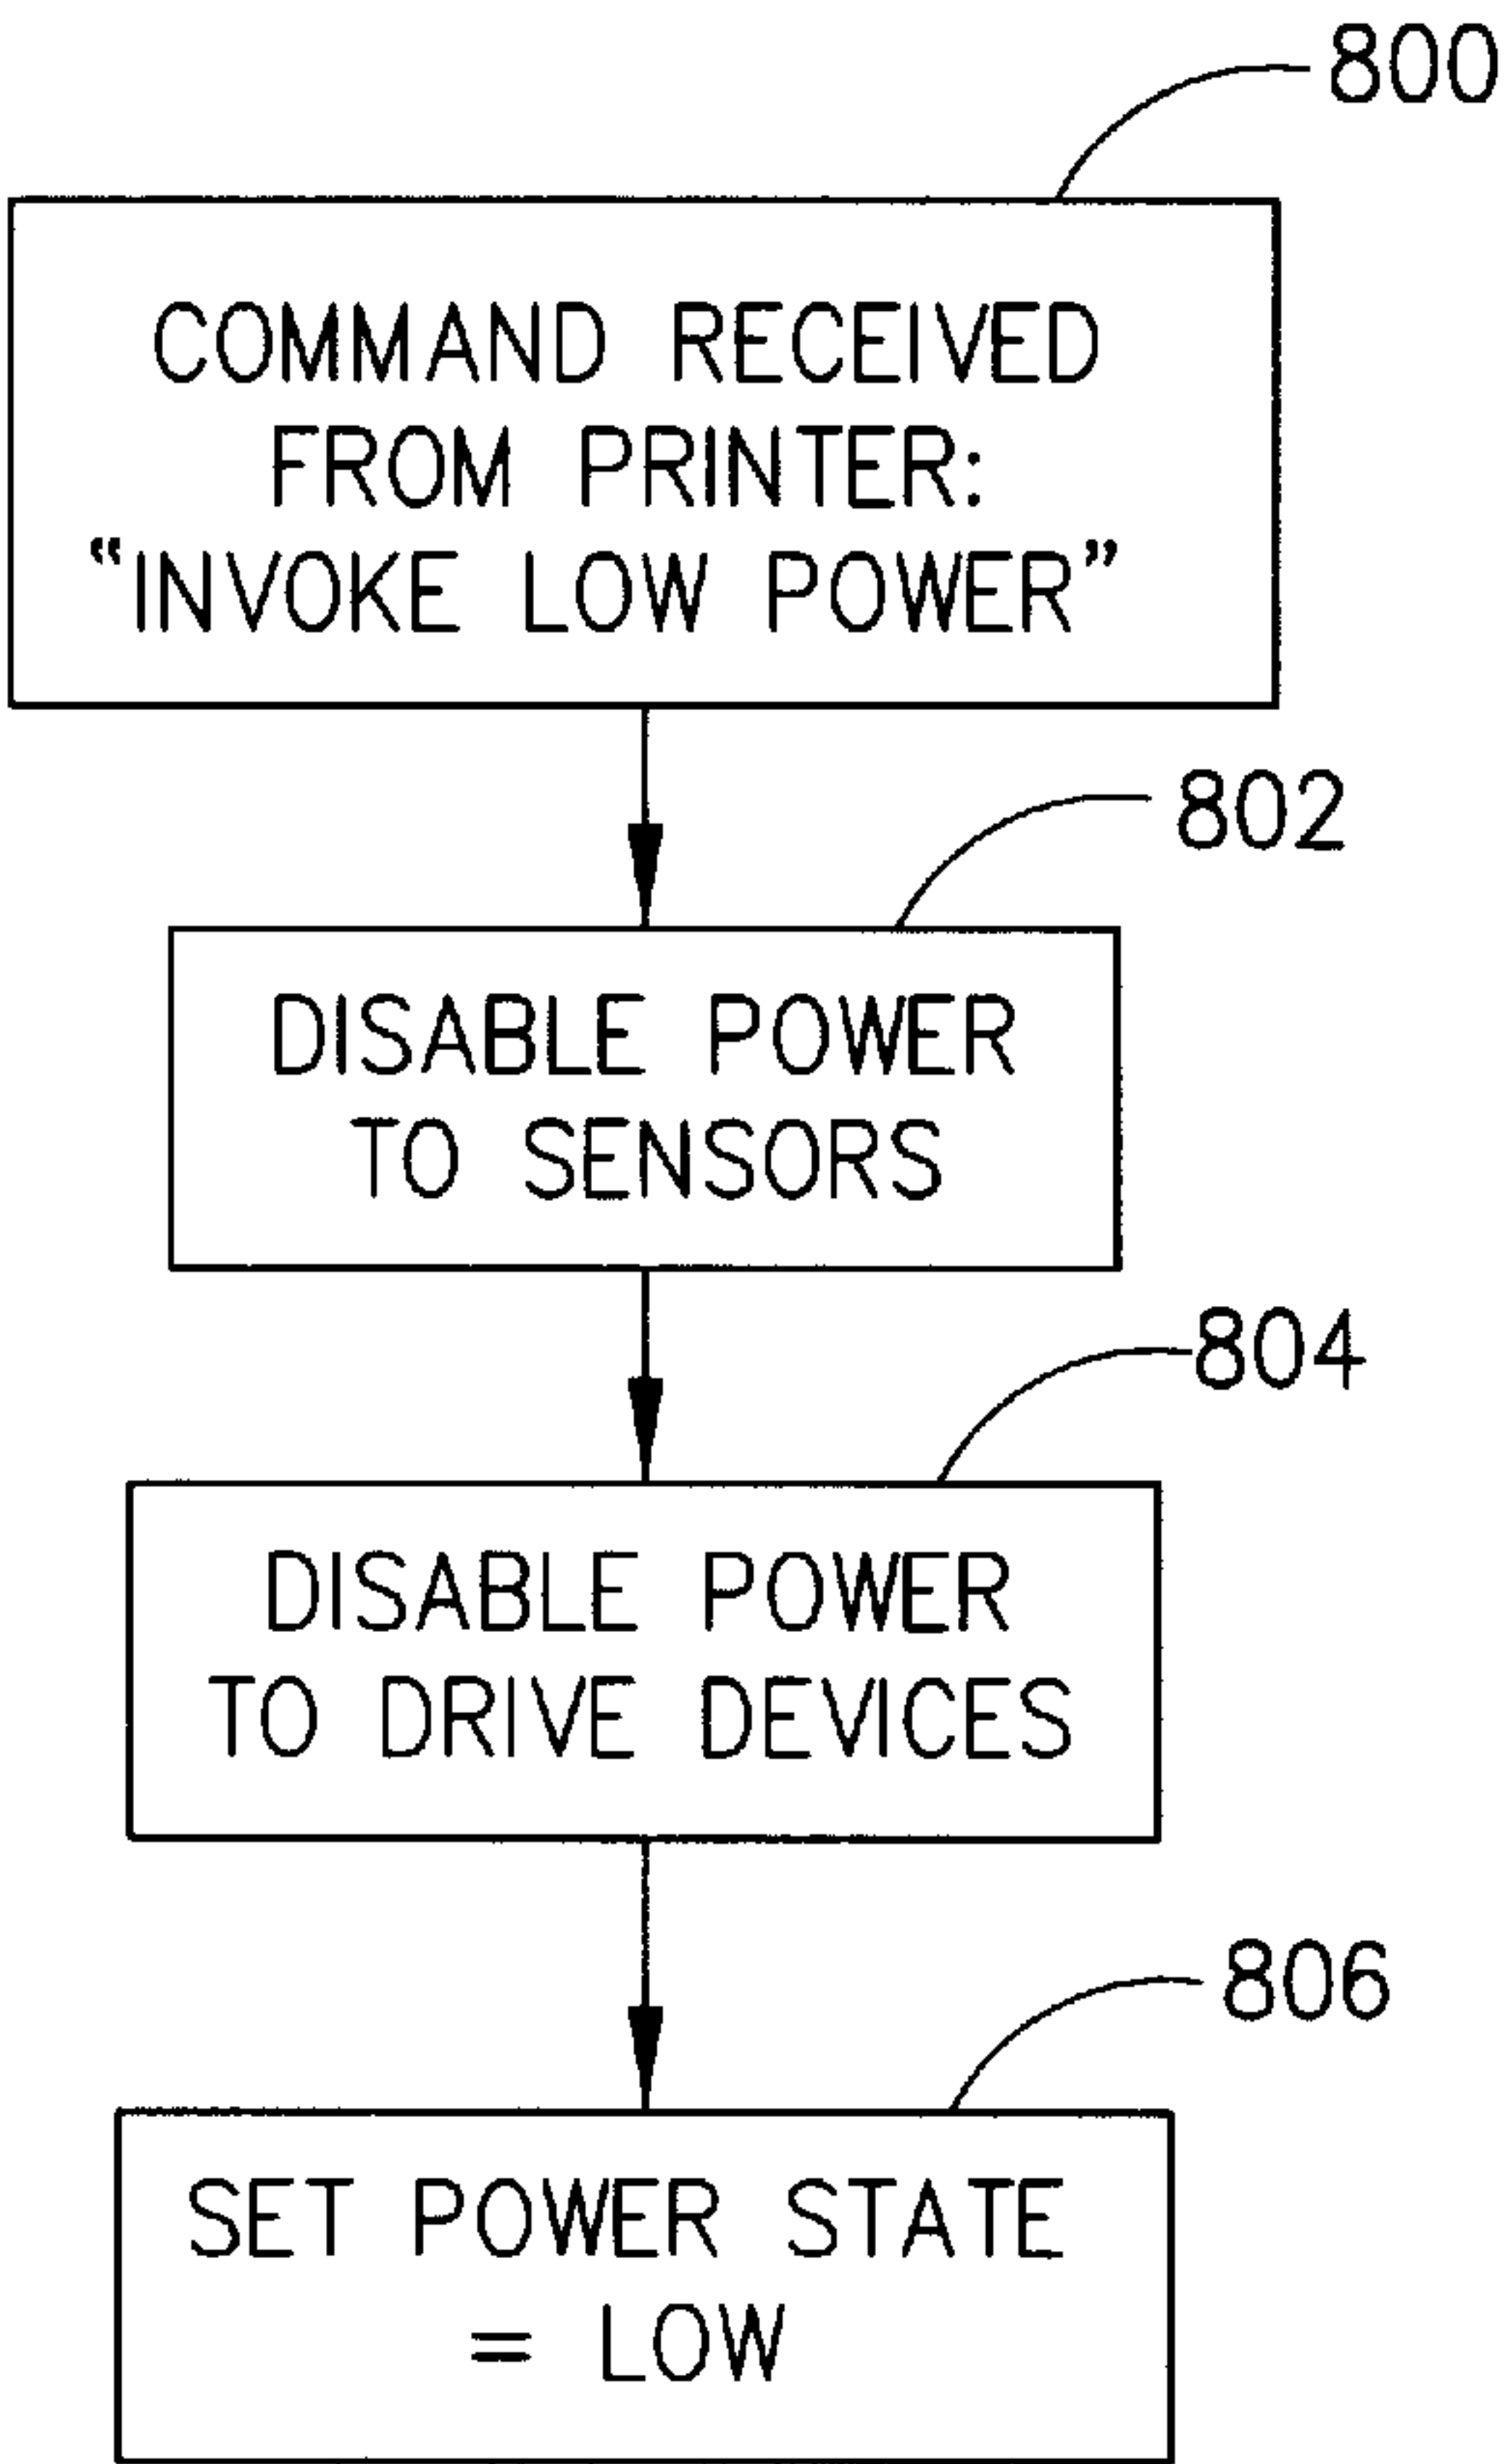 800
COMMAND RECEIVED
FROM PRINTER:
“INVOKE LOW POWER”
802
DISABLE POWER
TO SENSORS
804
DISABLE POWER
TO DRIVE DEVICES
806
SET POWER STATE
= LOW